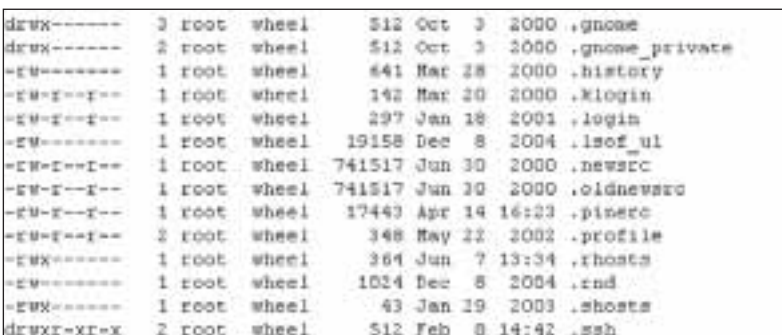 drwx------ 3 root wheel 512 Oct 3 2000 .gnome
drwx------ 2 root wheel 512 Oct 3 2000 .gnome_private
-rw------- 1 root wheel 641 Mar 28 2000 .history
-rw-r--r-- 1 root wheel 142 Mar 20 2000 .klogin
-rw-r--r-- 1 root wheel 297 Jan 18 2001 .login
-rw------- 1 root wheel 19158 Dec 8 2004 .lsof_ul
-rw-r--r-- 1 root wheel 741517 Jun 30 2000 .newsrc
-rw-r--r-- 1 root wheel 741517 Jun 30 2000 .oldnewsrc
-rw-r--r-- 1 root wheel 17443 Apr 14 16:23 .pinerc
-rw-r--r-- 2 root wheel 348 May 22 2002 .profile
-rwx------ 1 root wheel 364 Jun 7 13:34 .rhosts
-rw------- 1 root wheel 1024 Dec 8 2004 .rnd
-rwx------ 1 root wheel 43 Jan 29 2003 .shosts
drwxr-xr-x 2 root wheel 512 Feb 8 14:42 .ssh